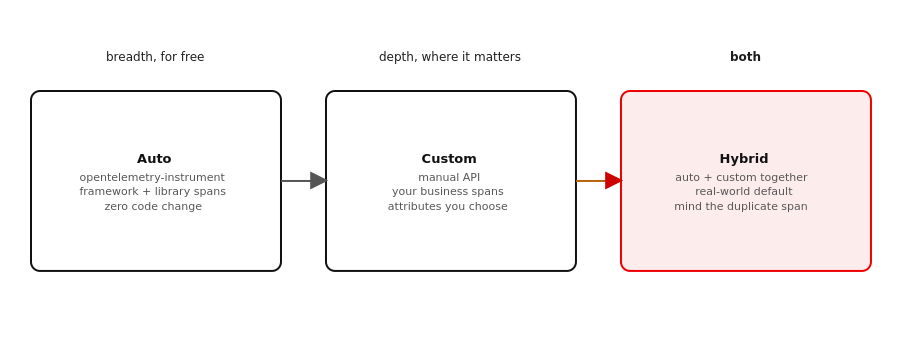 breadth, for free
depth, where it matters
both
Auto
opentelemetry-instrument
framework + library spans
zero code change
Custom
manual API
your business spans
attributes you choose
Hybrid
auto + custom together
real-world default
mind the duplicate span